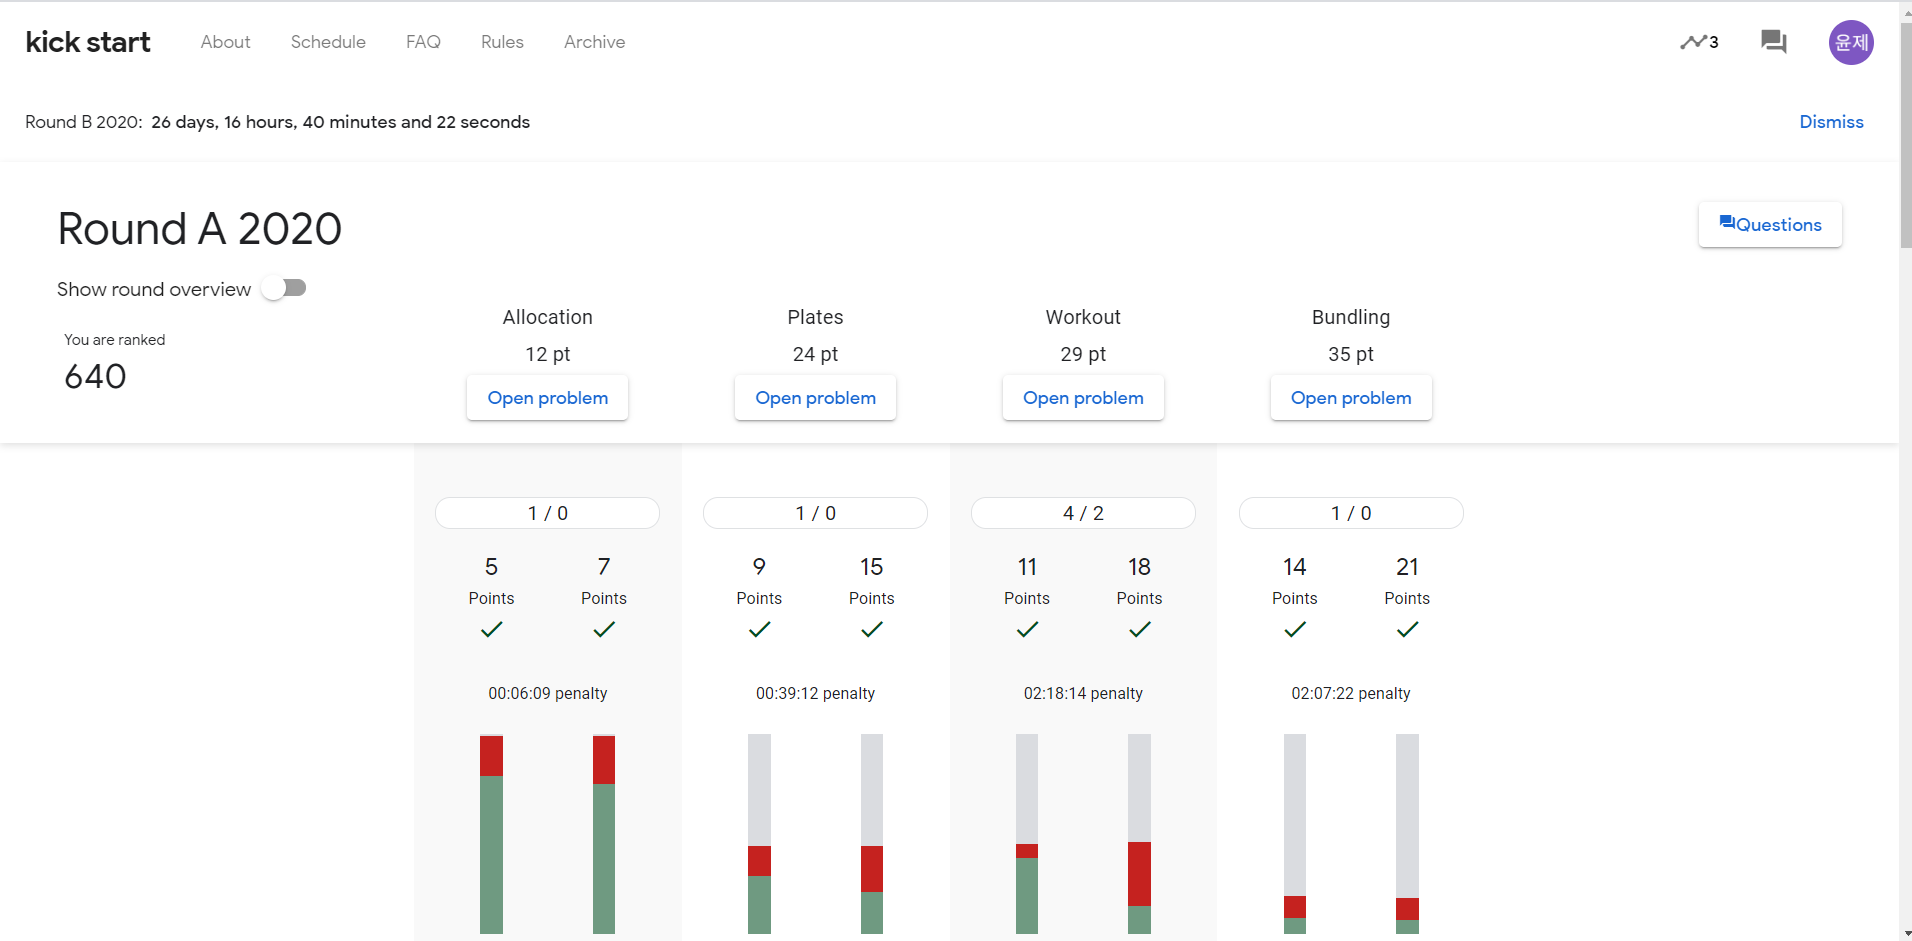 kick start About Schedule FAQ Rules Archive 3 윤제
Round B 2020: 26 days, 16 hours, 40 minutes and 22 seconds Dismiss
Round A 2020
Questions
Show round overview
You are ranked
640
Allocation Plates Workout Bundling
12 pt 24 pt 29 pt 35 pt
Open problem Open problem Open problem Open problem
1 / 0 1 / 0 4 / 2 1 / 0
5 7 9 15 11 18 14 21
Points Points Points Points Points Points Points Points
00:06:09 penalty 00:39:12 penalty 02:18:14 penalty 02:07:22 penalty